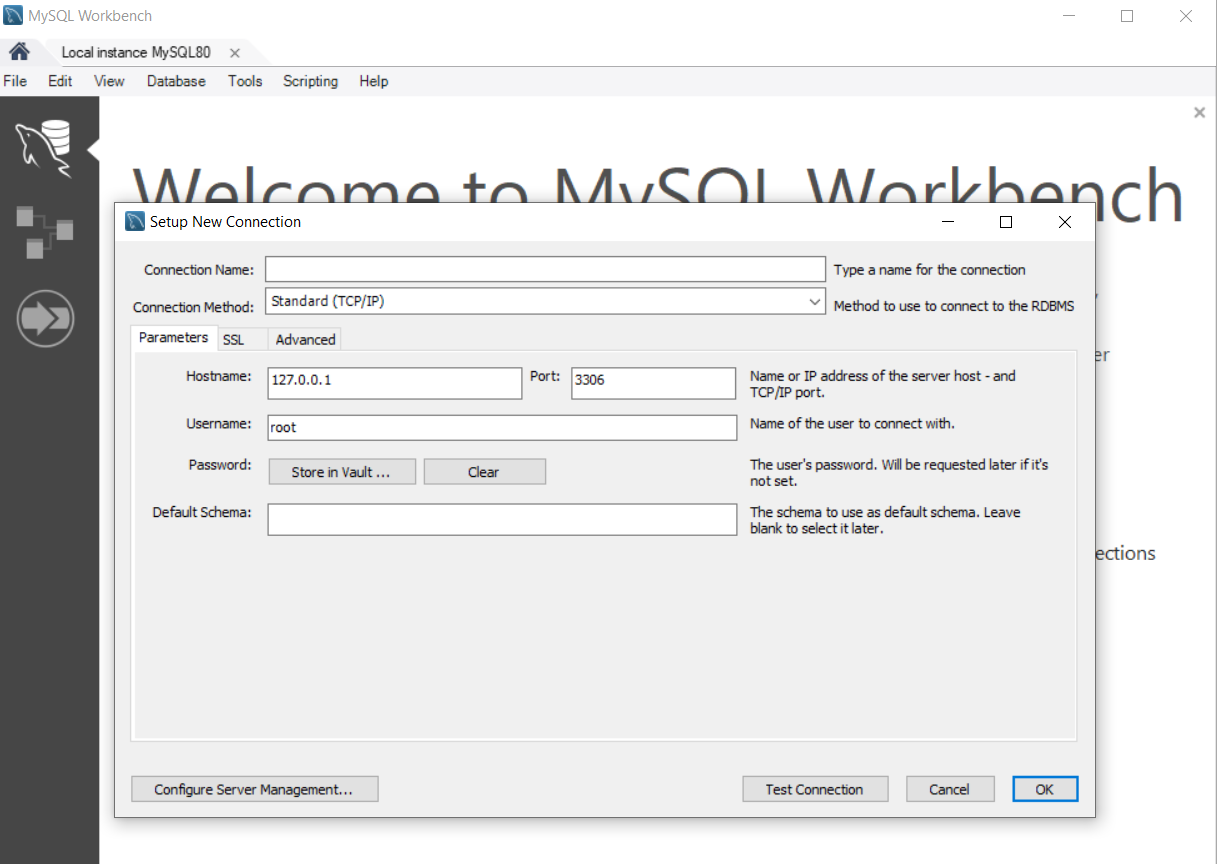 MySQL Workbench
Local instance MySQL80
File Edit View Database Tools Scripting Help
Welcome to MySQL Workbench
Setup New Connection
Connection Name: Type a name for the connection
Connection Method: Standard (TCP/IP) Method to use to connect to the RDBMS
Parameters SSL Advanced
Hostname: 127.0.0.1 Port: 3306 Name or IP address of the server host - and
TCP/IP port.
Username: root Name of the user to connect with.
Password: Store in Vault ... Clear The user's password. Will be requested later if it's
not set.
Default Schema: The schema to use as default schema. Leave
blank to select it later.
er
ections
Configure Server Management... Test Connection Cancel OK